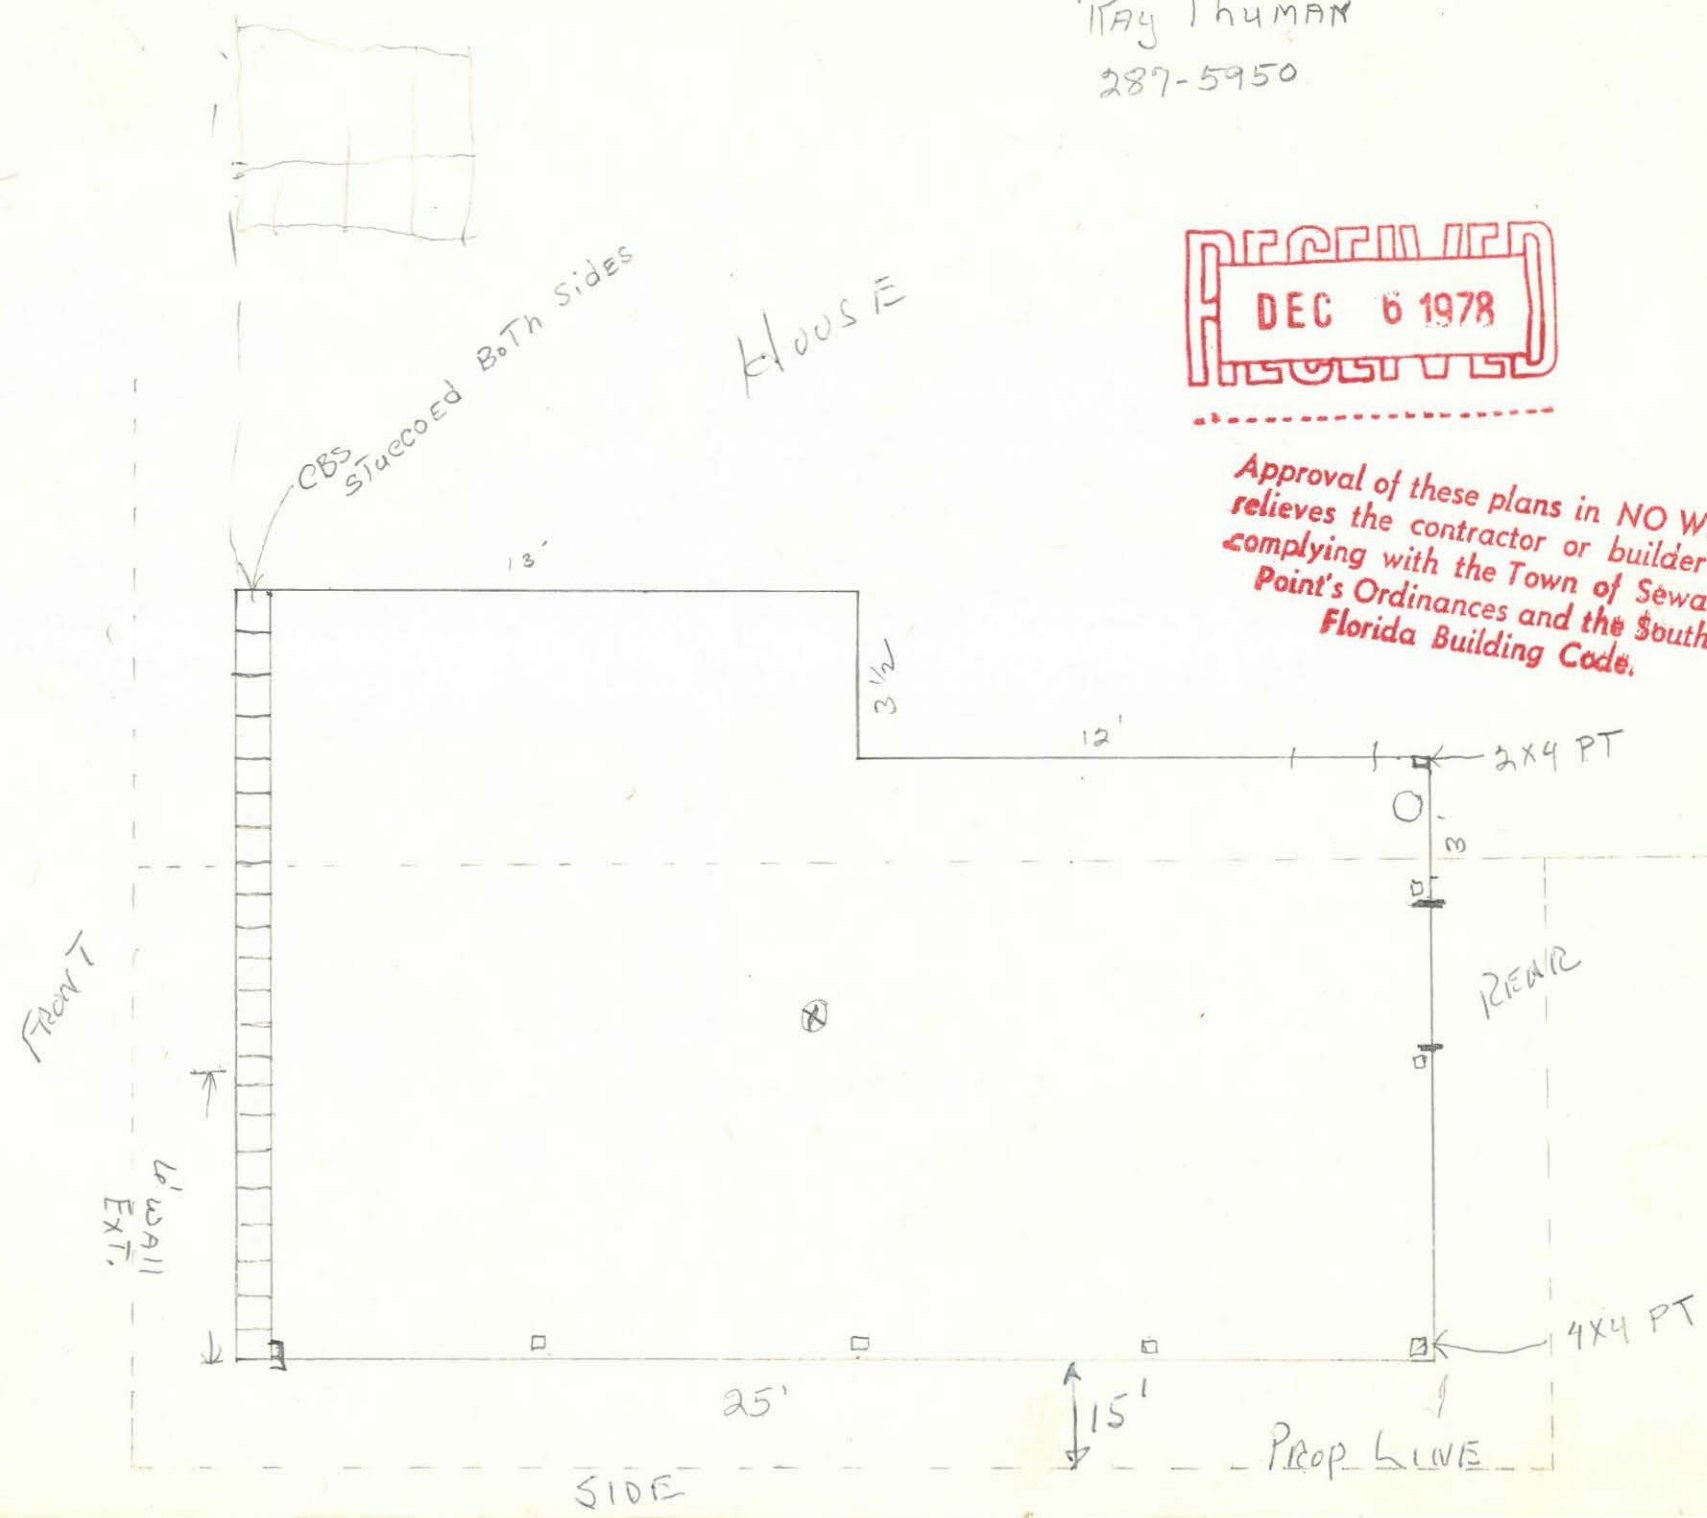 Ray Thuman
287-5950
RECEIVED
DEC 6 1978
RECEIVED
Approval of these plans in NO
relieves the contractor or builder
complying with the Town of
Point's Ordinances and the South
Florida Building Code.
CBS
STuccoED BoTh SidEs
HousE
13'
3 1/2
12'
2X4 PT
3'
FRONT
REAR
WAll
EXT.
4X4 PT
25'
15'
PRop LINE
SIDE